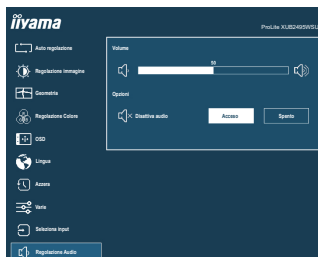 iiyama
ProLite XUB2495WSU
Auto regolazione
Regolazione Immagine
Geometria
Regolazione Colore
OSD
Lingua
Azzera
Varie
Seleziona input
Regolazione Audio
Volume
50
Opzioni
Disattiva audio
Acceso
Spento